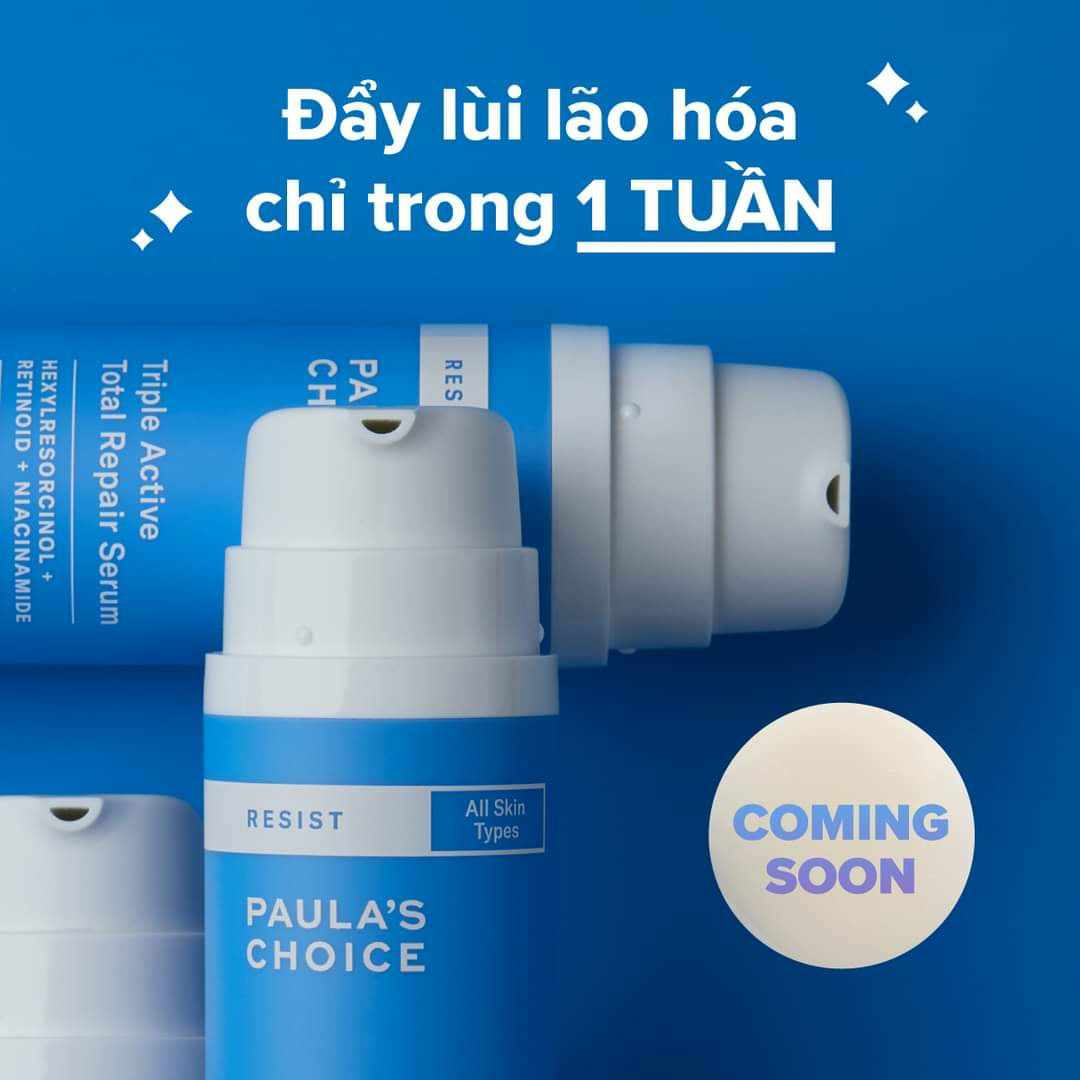 Đẩy lùi lão hóa
chỉ trong 1 TUẦN
Triple Active
Total Repair Serum
HEXYLRESORCINOL +
RETINOID + NIACINAMIDE
RESIST
All Skin
Types
PAULA'S
CHOICE
COMING
SOON